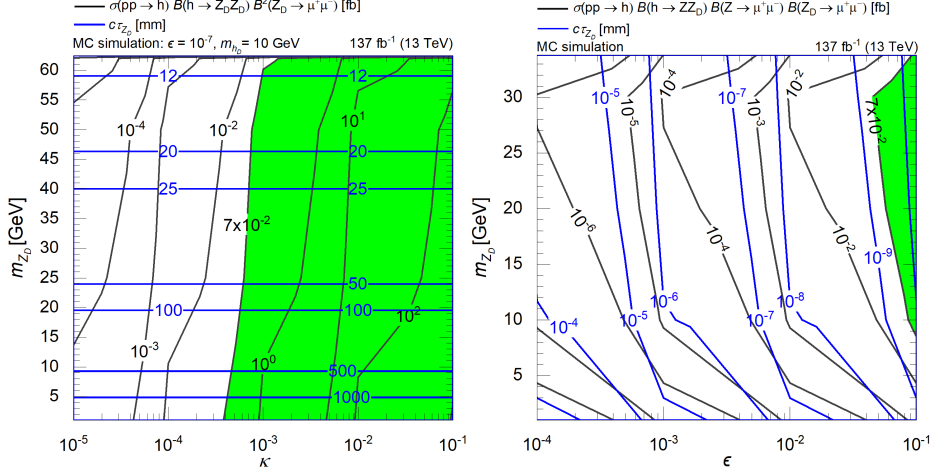 σ(pp → h) B(h → Z_D Z_D) B²(Z_D → μ⁺μ⁻) [fb]
cτ_{Z_D} [mm]
MC simulation: ϵ = 10⁻⁷, m_{h_D} = 10 GeV 137 fb⁻¹ (13 TeV)
60
55
50
45
40
35
30
25
20
15
10
5
m_{Z_D} [GeV]
12 12
10⁻⁴ 10⁻² 10¹
20 20
25 25
7x10⁻²
50 50
100 100
10²
10⁻³
10⁰
500 500
1000 1000
10⁻⁵ 10⁻⁴ 10⁻³ 10⁻² 10⁻¹
κ
σ(pp → h) B(h → ZZ_D) B(Z → μ⁺μ⁻) B(Z_D → μ⁺μ⁻) [fb]
cτ_{Z_D} [mm]
MC simulation 137 fb⁻¹ (13 TeV)
30
25
20
15
10
5
m_{Z_D} [GeV]
10⁻⁴ 10⁻²
10⁻⁵ 10⁻⁷
10⁻⁵ 10⁻³ 7x10⁻²
10⁻⁶ 10⁻⁴ 10⁻²
10⁻⁹
10⁻⁶ 10⁻⁸
10⁻⁴ 10⁻⁵ 10⁻⁷
10⁻⁴ 10⁻³ 10⁻² 10⁻¹
ϵ